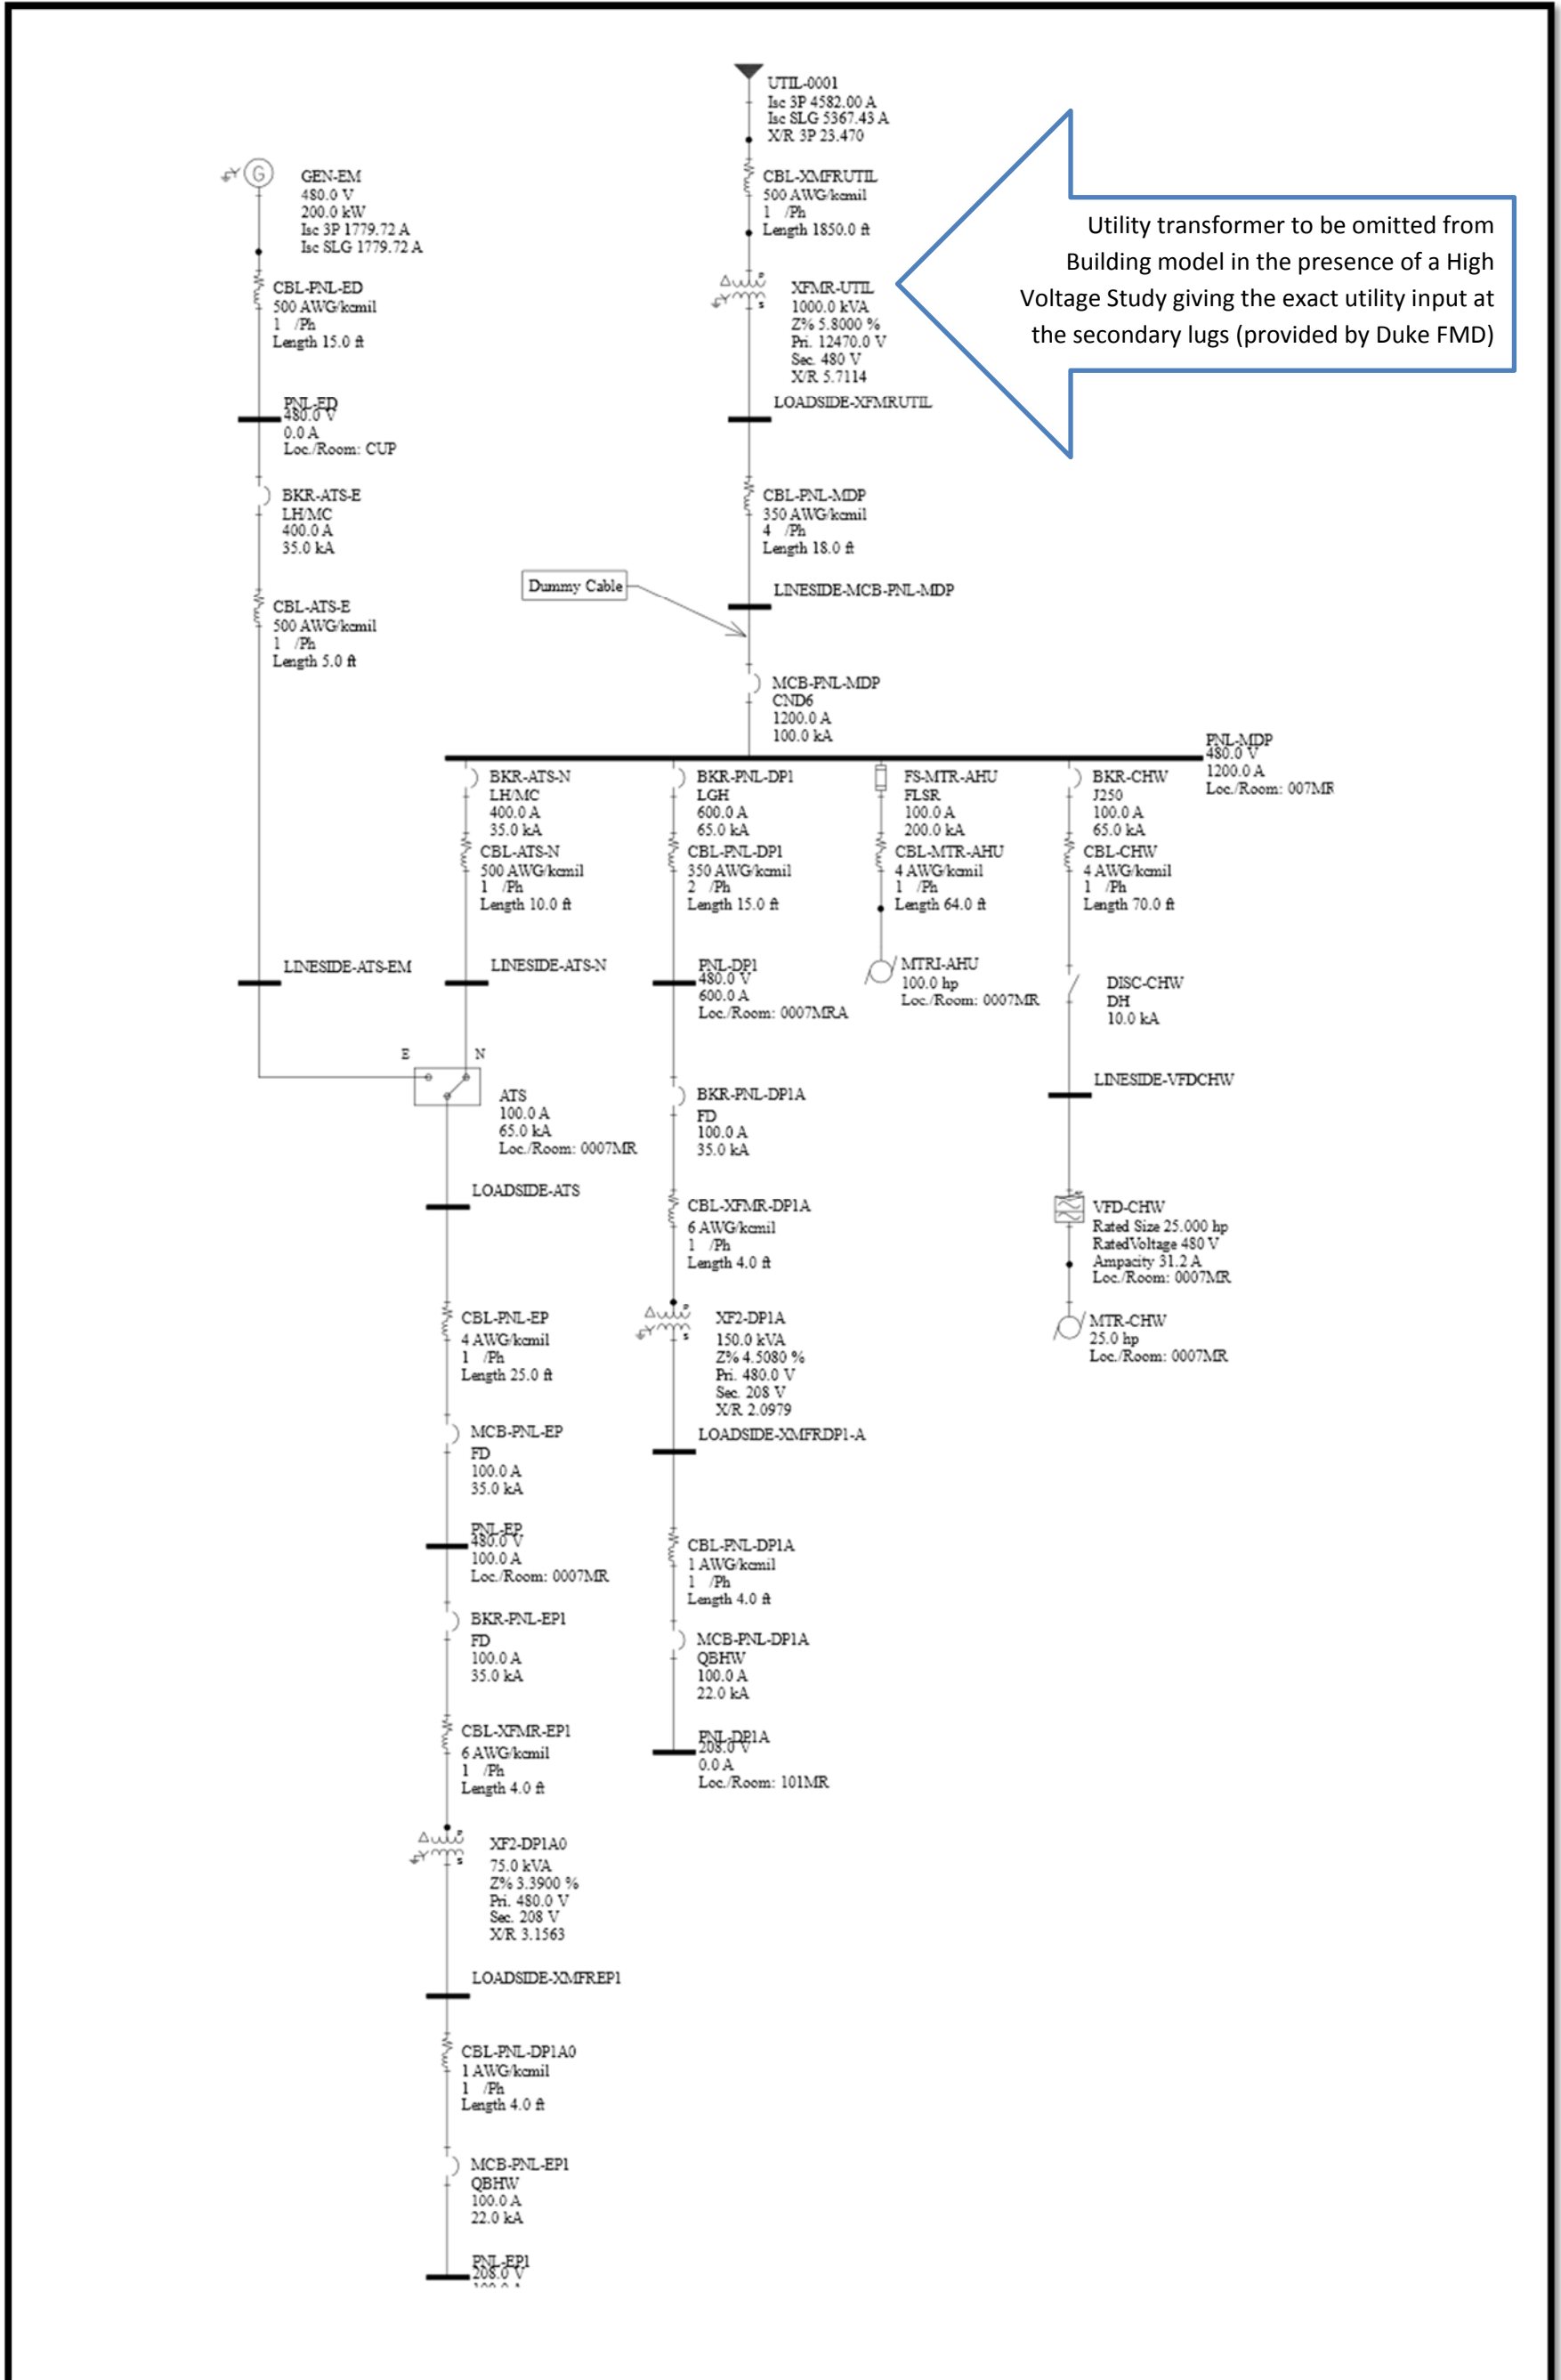 UTIL-0001
Isc 3P 4582.00 A
Isc SLG 5367.43 A
X/R 3P 23.470
CBL-XMFRUTIL
500 AWG/kcmil
1 /Ph
Length 1850.0 ft
Utility transformer to be omitted from
Building model in the presence of a High
Voltage Study giving the exact utility input at
the secondary lugs (provided by Duke FMD)
P
S
XFMR-UTIL
1000.0 kVA
Z% 5.8000 %
Pri. 12470.0 V
Sec. 480 V
X/R 5.7114
LOADSIDE-XFMRUTIL
CBL-PNL-MDP
350 AWG/kcmil
4 /Ph
Length 18.0 ft
LINESIDE-MCB-PNL-MDP
Dummy Cable
MCB-PNL-MDP
CND6
1200.0 A
100.0 kA
PNL-MDP
480.0 V
1200.0 A
Loc./Room: 007MR
G
GEN-EM
480.0 V
200.0 kW
Isc 3P 1779.72 A
Isc SLG 1779.72 A
CBL-PNL-ED
500 AWG/kcmil
1 /Ph
Length 15.0 ft
PNL-ED
480.0 V
0.0 A
Loc./Room: CUP
BKR-ATS-E
LH/MC
400.0 A
35.0 kA
CBL-ATS-E
500 AWG/kcmil
1 /Ph
Length 5.0 ft
LINESIDE-ATS-EM
BKR-ATS-N
LH/MC
400.0 A
35.0 kA
CBL-ATS-N
500 AWG/kcmil
1 /Ph
Length 10.0 ft
LINESIDE-ATS-N
E
N
ATS
100.0 A
65.0 kA
Loc./Room: 0007MR
LOADSIDE-ATS
CBL-PNL-EP
4 AWG/kcmil
1 /Ph
Length 25.0 ft
MCB-PNL-EP
FD
100.0 A
35.0 kA
PNL-EP
480.0 V
100.0 A
Loc./Room: 0007MR
BKR-PNL-EP1
FD
100.0 A
35.0 kA
CBL-XFMR-EP1
6 AWG/kcmil
1 /Ph
Length 4.0 ft
P
S
XF2-DP1A0
75.0 kVA
Z% 3.3900 %
Pri. 480.0 V
Sec. 208 V
X/R 3.1563
LOADSIDE-XMFREP1
CBL-PNL-DP1A0
1 AWG/kcmil
1 /Ph
Length 4.0 ft
MCB-PNL-EP1
QBHW
100.0 A
22.0 kA
PNL-EP1
208.0 V
BKR-PNL-DP1
LGH
600.0 A
65.0 kA
CBL-PNL-DP1
350 AWG/kcmil
2 /Ph
Length 15.0 ft
PNL-DP1
480.0 V
600.0 A
Loc./Room: 0007MRA
BKR-PNL-DP1A
FD
100.0 A
35.0 kA
CBL-XFMR-DP1A
6 AWG/kcmil
1 /Ph
Length 4.0 ft
P
S
XF2-DP1A
150.0 kVA
Z% 4.5080 %
Pri. 480.0 V
Sec. 208 V
X/R 2.0979
LOADSIDE-XMFRDP1-A
CBL-PNL-DP1A
1 AWG/kcmil
1 /Ph
Length 4.0 ft
MCB-PNL-DP1A
QBHW
100.0 A
22.0 kA
PNL-DP1A
208.0 V
0.0 A
Loc./Room: 101MR
FS-MTR-AHU
FLSR
100.0 A
200.0 kA
CBL-MTR-AHU
4 AWG/kcmil
1 /Ph
Length 64.0 ft
MTRI-AHU
100.0 hp
Loc./Room: 0007MR
BKR-CHW
J250
100.0 A
65.0 kA
CBL-CHW
4 AWG/kcmil
1 /Ph
Length 70.0 ft
DISC-CHW
DH
10.0 kA
LINESIDE-VFDCHW
VFD-CHW
Rated Size 25.000 hp
RatedVoltage 480 V
Ampacity 31.2 A
Loc./Room: 0007MR
MTR-CHW
25.0 hp
Loc./Room: 0007MR